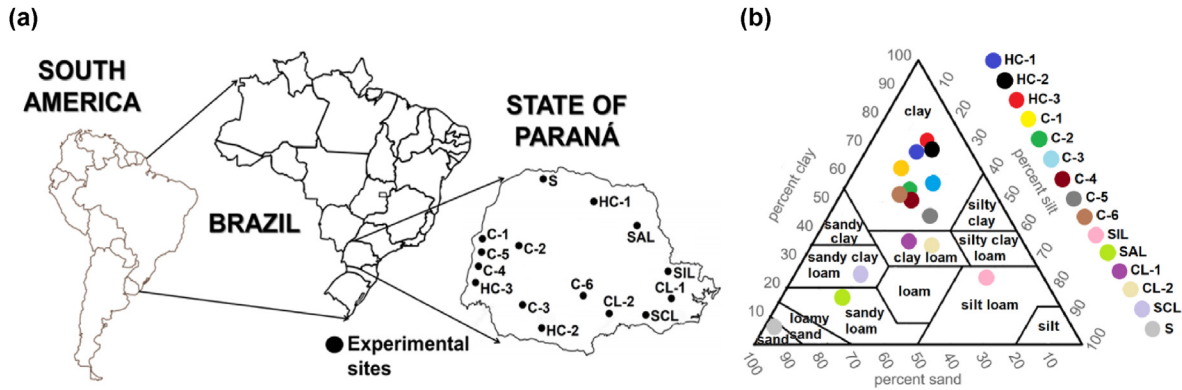 (a)
SOUTH
AMERICA
BRAZIL
STATE OF
PARANÁ
S
HC-1
SAL
C-1
C-2
C-5
C-4
HC-3
SIL
CL-1
C-6
C-3
CL-2
SCL
HC-2
Experimental
sites
(b)
100
90
80
70
60
50
40
30
20
10
percent clay
10
20
30
40
50
60
70
80
90
100
percent silt
100
90
80
70
60
50
40
30
20
10
percent sand
clay
silty
clay
sandy
clay
clay loam
silty clay
loam
sandy clay
loam
loam
silt loam
sandy
loam
loamy
sand
sand
silt
HC-1
HC-2
HC-3
C-1
C-2
C-3
C-4
C-5
C-6
SIL
SAL
CL-1
CL-2
SCL
S